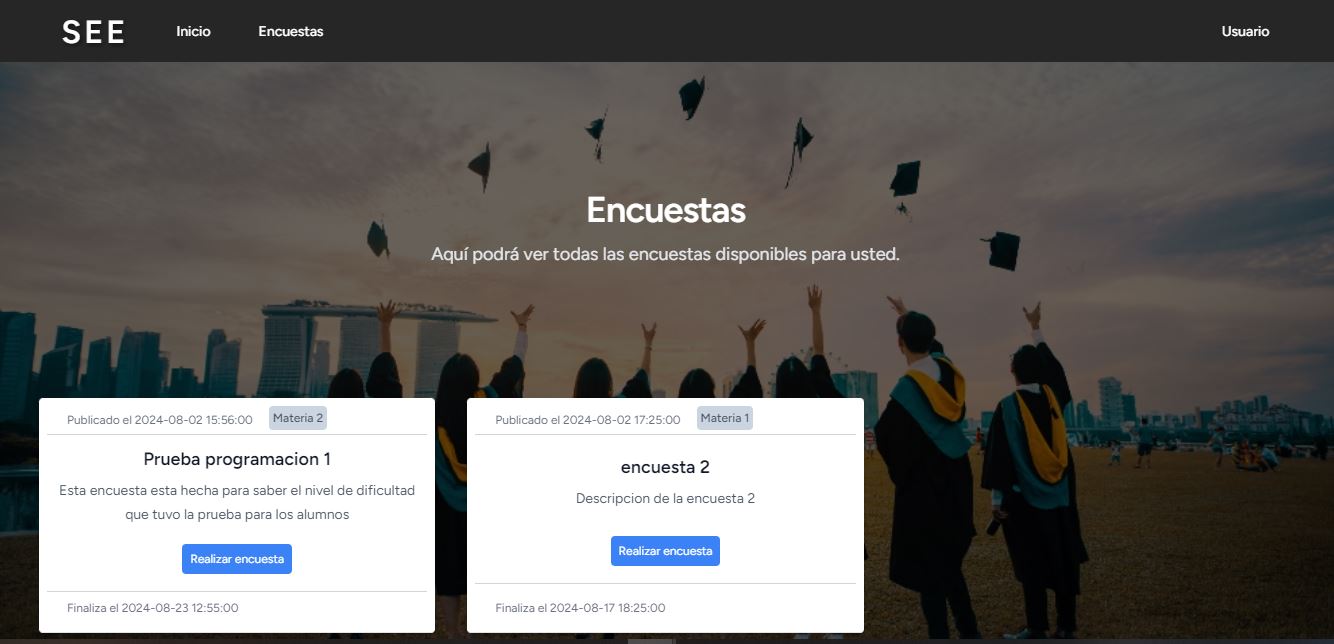 SEE
Inicio
Encuestas
Usuario
Encuestas
Aquí podrá ver todas las encuestas disponibles para usted.
Publicado el 2024-08-02 15:56:00
Materia 2
Prueba programacion 1
Esta encuesta esta hecha para saber el nivel de dificultad
que tuvo la prueba para los alumnos
Realizar encuesta
Finaliza el 2024-08-23 12:55:00
Publicado el 2024-08-02 17:25:00
Materia 1
encuesta 2
Descripcion de la encuesta 2
Realizar encuesta
Finaliza el 2024-08-17 18:25:00